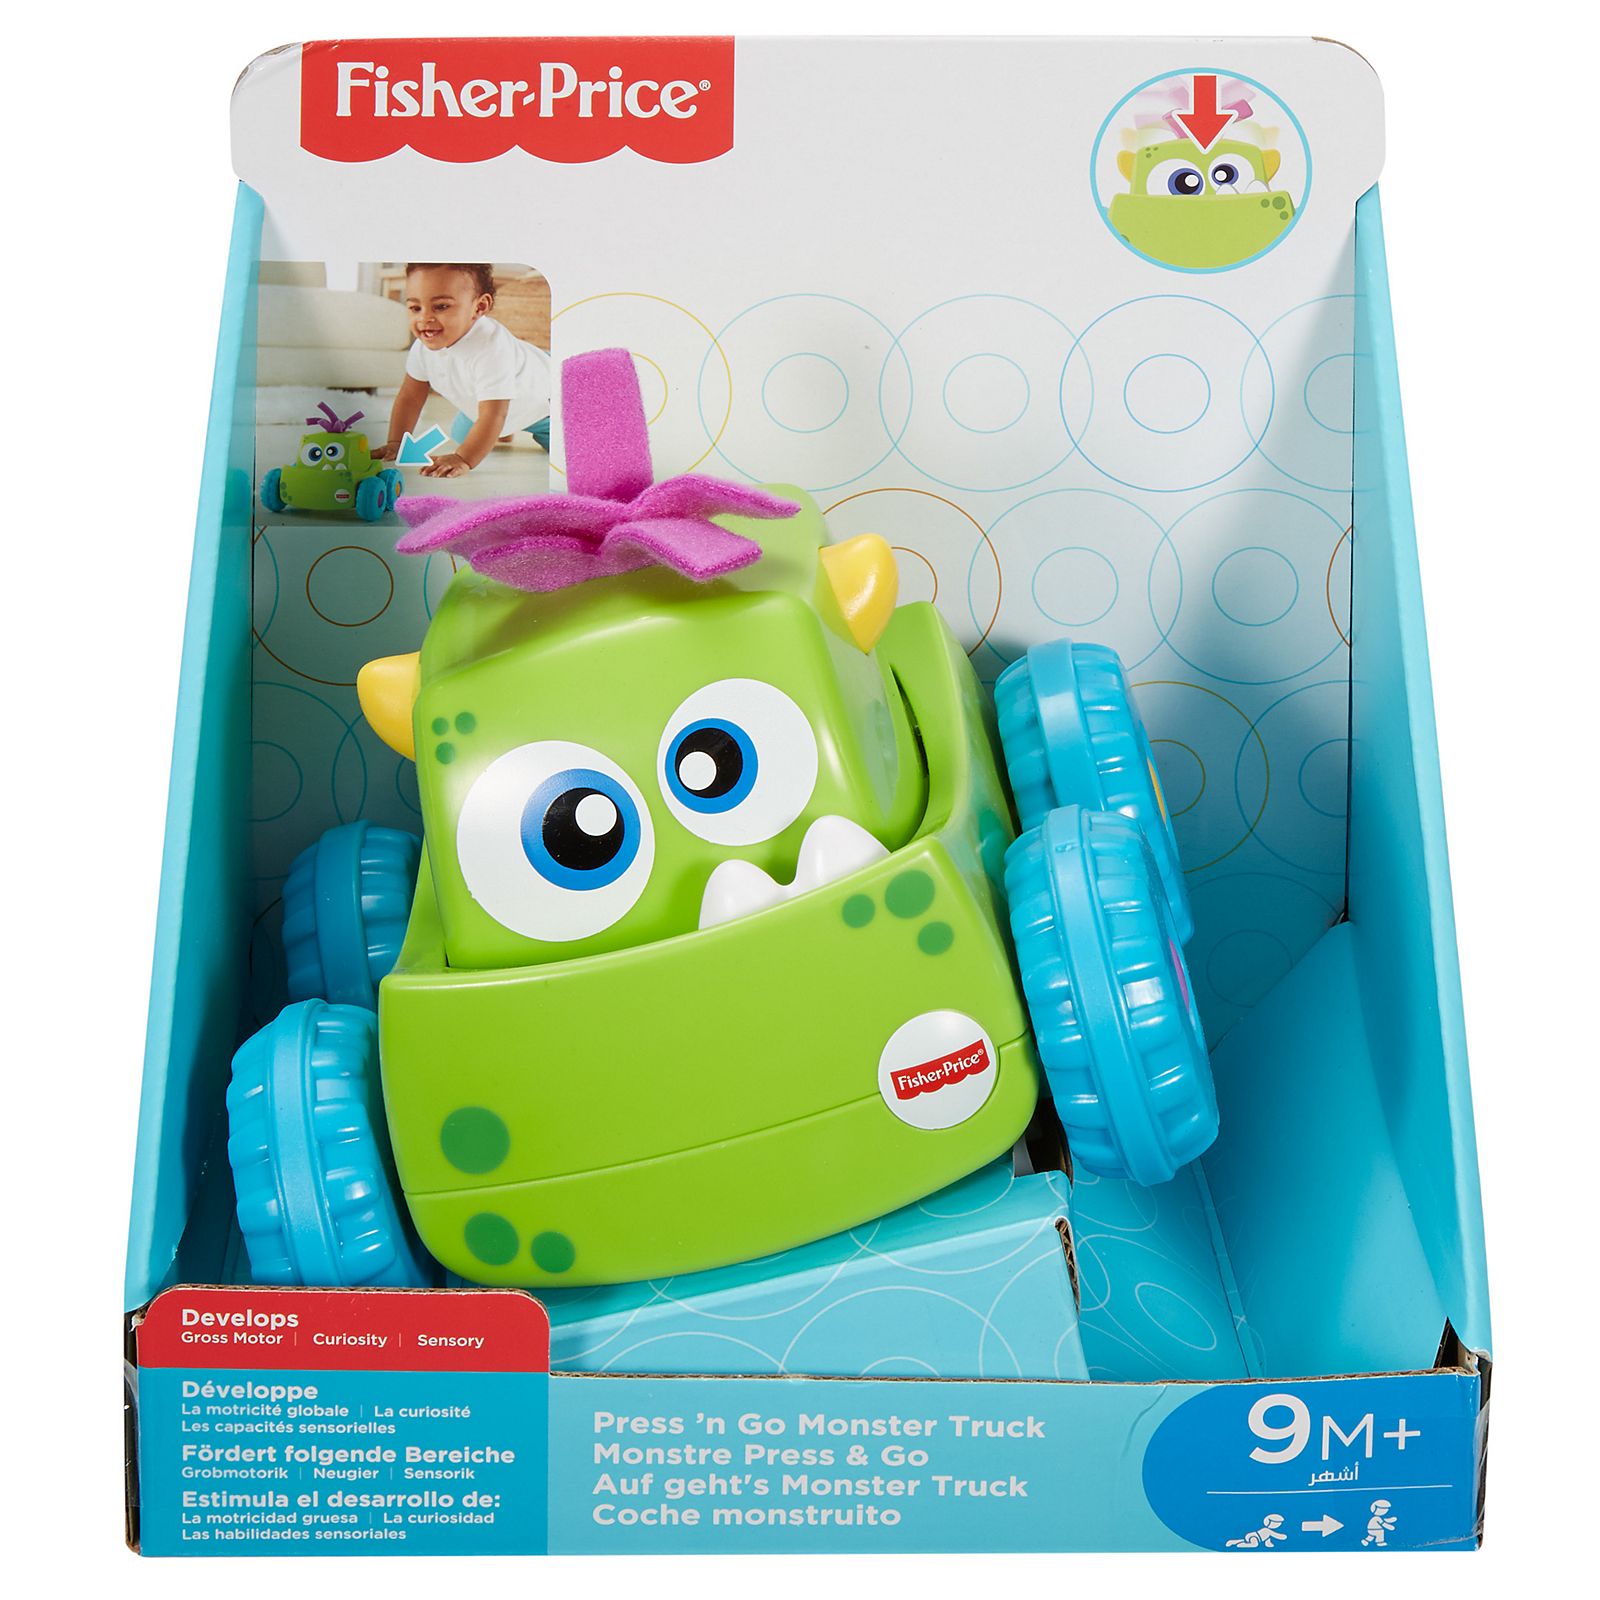 Fisher-Price®
Fisher-Price®
Develops
Gross Motor | Curiosity | Sensory
Développe
La motricité globale | La curiosité
Les capacités sensorielles
Fördert folgende Bereiche
Grobmotorik | Neugier | Sensorik
Estimula el desarrollo de:
La motricidad gruesa | La curiosidad
Las habilidades sensoriales
Press 'n Go Monster Truck
Monstre Press & Go
Auf geht's Monster Truck
Coche monstruito
9M+
أشهر